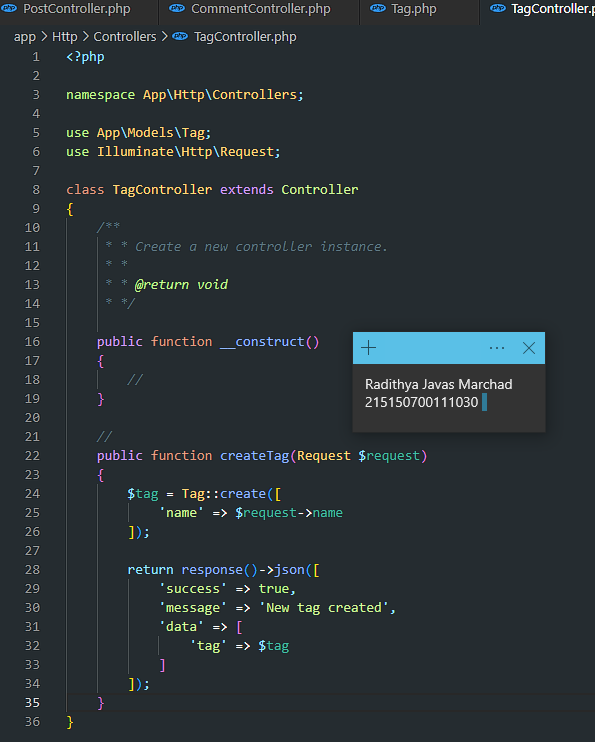 PostController.php CommentController.php Tag.php TagController.p
app > Http > Controllers > TagController.php
1 <?php
2
3 namespace App\Http\Controllers;
4
5 use App\Models\Tag;
6 use Illuminate\Http\Request;
7
8 class TagController extends Controller
9 {
10 /**
11 * * Create a new controller instance.
12 * *
13 * * @return void
14 * */
15
16 public function __construct()
17 {
18 //
19 }
20
21 //
22 public function createTag(Request $request)
23 {
24 $tag = Tag::create([
25 'name' => $request->name
26 ]);
27
28 return response()->json([
29 'success' => true,
30 'message' => 'New tag created',
31 'data' => [
32 'tag' => $tag
33 ]
34 ]);
35 }
36 }
Radithya Javas Marchad
215150700111030